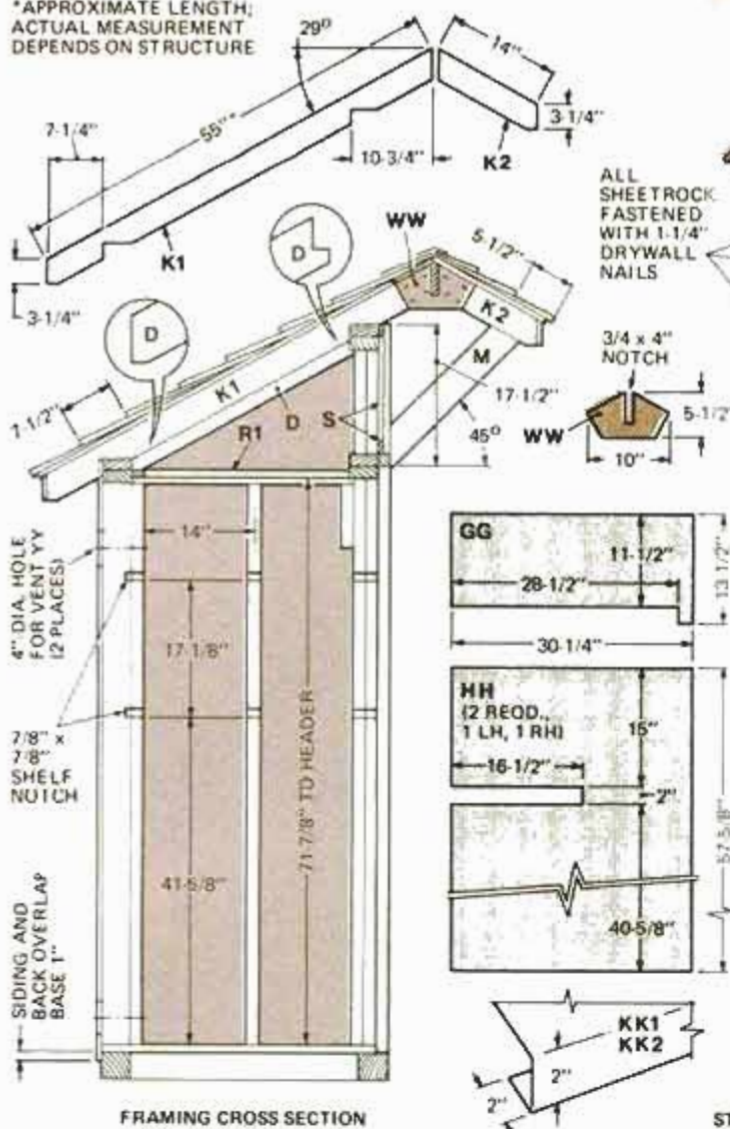 *APPROXIMATE LENGTH;
ACTUAL MEASUREMENT
DEPENDS ON STRUCTURE
29°
14"
55"*
7-1/4"
3-1/4"
10-3/4"
K2
K1
3-1/4"
ALL
SHEETROCK
FASTENED
WITH 1-1/4"
DRYWALL
NAILS
D
WW
5-1/2"
D
K2
K1
M
7-1/2"
17-1/2"
D
S
R1
45°
3/4 x 4"
NOTCH
WW
5-1/2"
10"
4" DIA. HOLE
FOR VENT YY
(2 PLACES)
14"
17-1/8"
7/8" x
7/8"
SHELF
NOTCH
71-7/8" TO HEADER
41-5/8"
SIDING AND
BACK OVERLAP
BASE 1"
GG
11-1/2"
28-1/2"
13 1/2"
30-1/4"
HH
(2 REQD.,
1 LH, 1 RH)
15"
16-1/2"
2"
57-5/8"
40-5/8"
KK1
KK2
2"
2"
FRAMING CROSS SECTION
ST